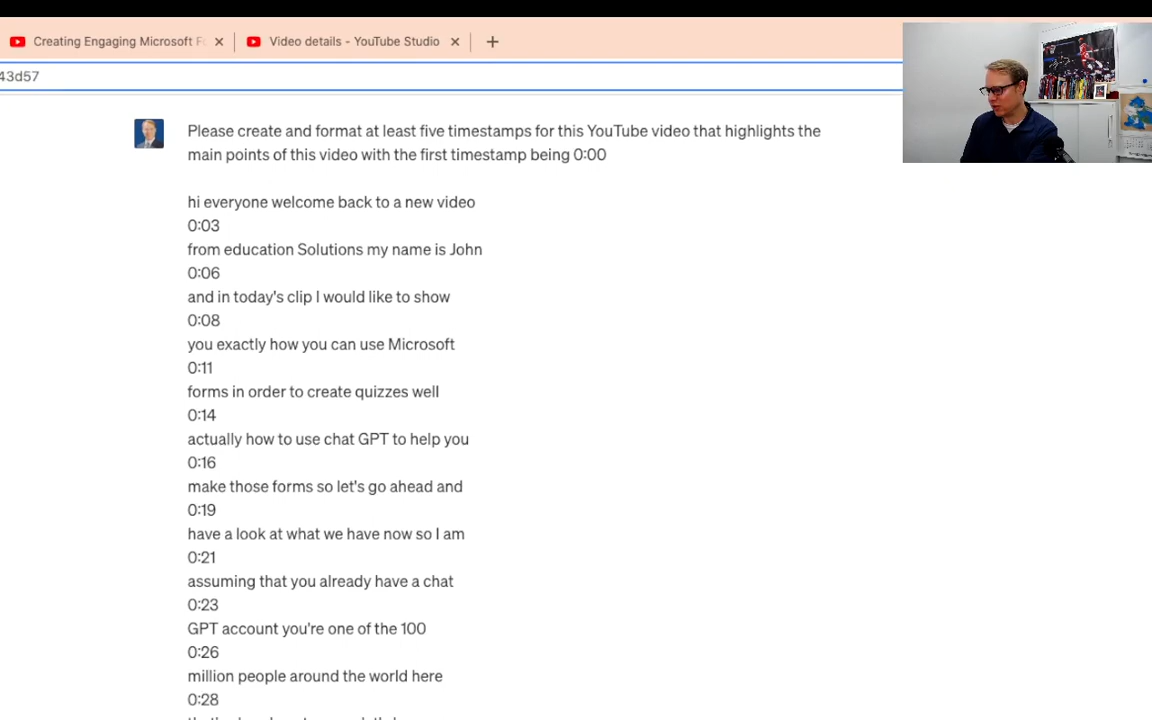 Creating Engaging Microsoft Fo
Video details - YouTube Studio
43d57
Please create and format at least five timestamps for this YouTube video that highlights the
main points of this video with the first timestamp being 0:00
hi everyone welcome back to a new video
0:03
from education Solutions my name is John
0:06
and in today's clip I would like to show
0:08
you exactly how you can use Microsoft
0:11
forms in order to create quizzes well
0:14
actually how to use chat GPT to help you
0:16
make those forms so let's go ahead and
0:19
have a look at what we have now so I am
0:21
assuming that you already have a chat
0:23
GPT account you're one of the 100
0:26
million people around the world here
0:28